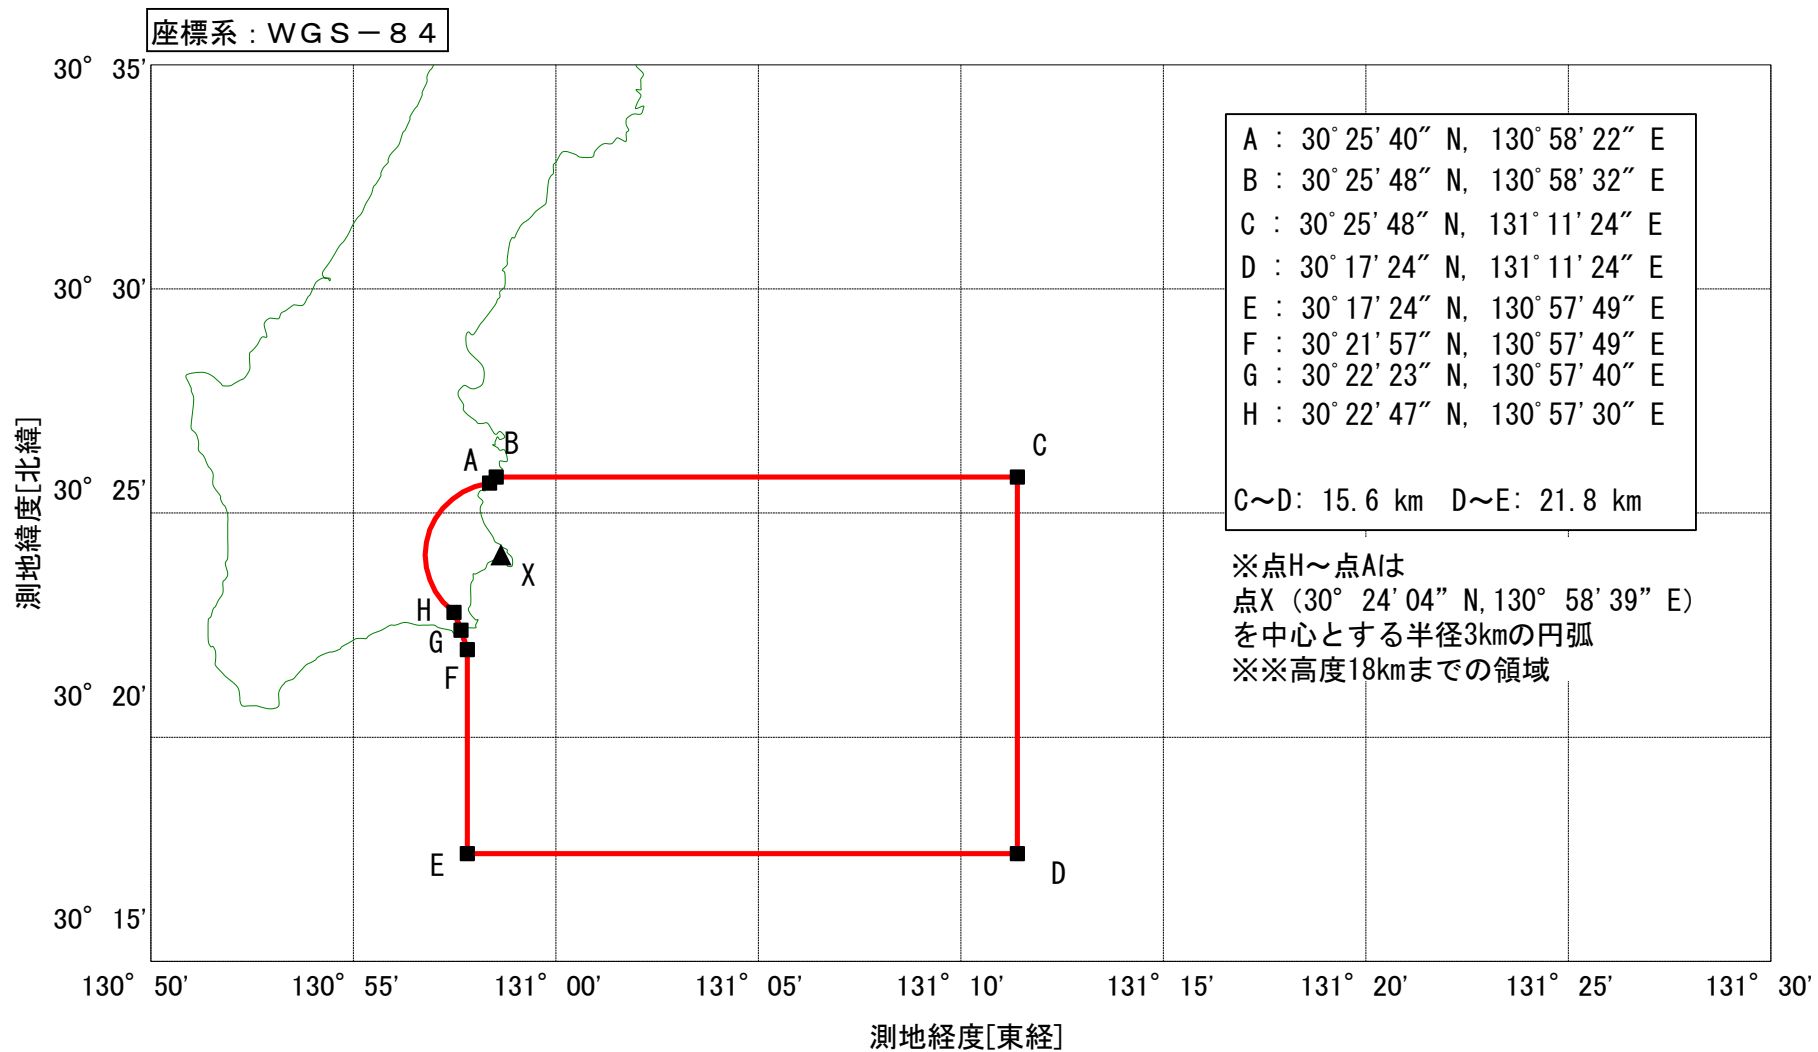 座標系：ＷＧＳ－８４
30° 35'
30° 30'
30° 25'
30° 20'
30° 15'
測地緯度[北緯]
130° 50'
130° 55'
131° 00'
131° 05'
131° 10'
131° 15'
131° 20'
131° 25'
131° 30'
測地経度[東経]
A
B
C
D
E
F
G
H
X
A : 30°25'40" N, 130°58'22" E
B : 30°25'48" N, 130°58'32" E
C : 30°25'48" N, 131°11'24" E
D : 30°17'24" N, 131°11'24" E
E : 30°17'24" N, 130°57'49" E
F : 30°21'57" N, 130°57'49" E
G : 30°22'23" N, 130°57'40" E
H : 30°22'47" N, 130°57'30" E
C～D: 15.6 km D～E: 21.8 km
※点H～点Aは
点X（30° 24'04” N,130° 58'39” E）
を中心とする半径3kmの円弧
※※高度18kmまでの領域